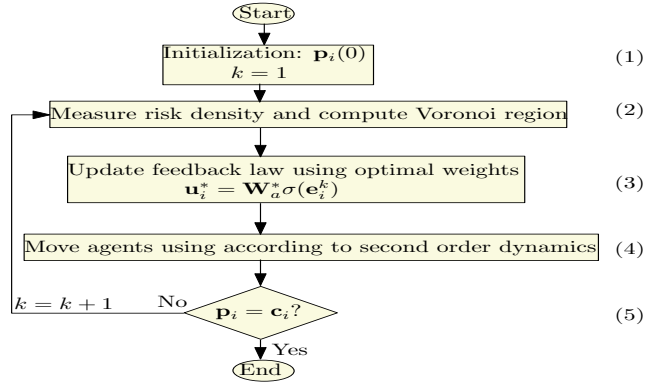 Start
Initialization: p_i(0)
k = 1
(1)
Measure risk density and compute Voronoi region
(2)
Update feedback law using optimal weights
u_i^* = W_a^*σ(e_i^k)
(3)
Move agents using according to second order dynamics
(4)
k = k + 1
No
p_i = c_i?
(5)
Yes
End